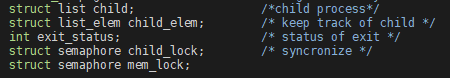 struct list child; /*child process*/
struct list_elem child_elem; /* keep track of child */
int exit_status; /* status of exit */
struct semaphore child_lock; /* syncronize */
struct semaphore mem_lock;